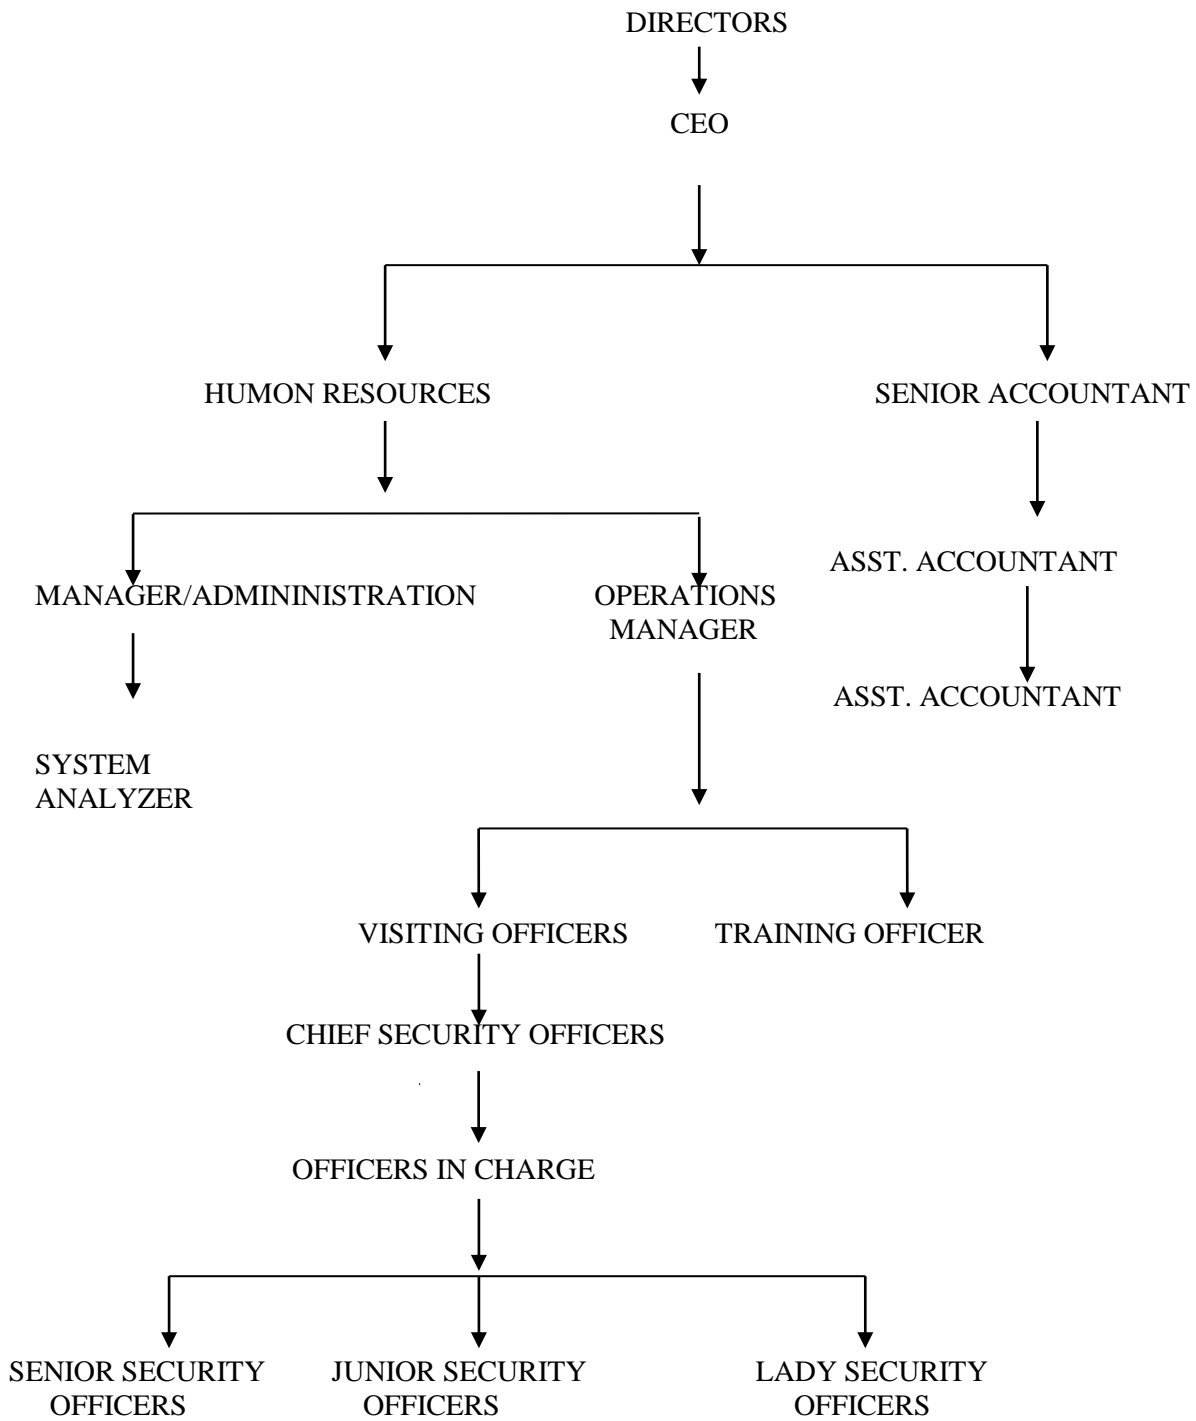 DIRECTORS
CEO
HUMON RESOURCES
SENIOR ACCOUNTANT
ASST. ACCOUNTANT
MANAGER/ADMININISTRATION
OPERATIONS
MANAGER
ASST. ACCOUNTANT
SYSTEM
ANALYZER
VISITING OFFICERS
TRAINING OFFICER
CHIEF SECURITY OFFICERS
OFFICERS IN CHARGE
SENIOR SECURITY
OFFICERS
JUNIOR SECURITY
OFFICERS
LADY SECURITY
OFFICERS